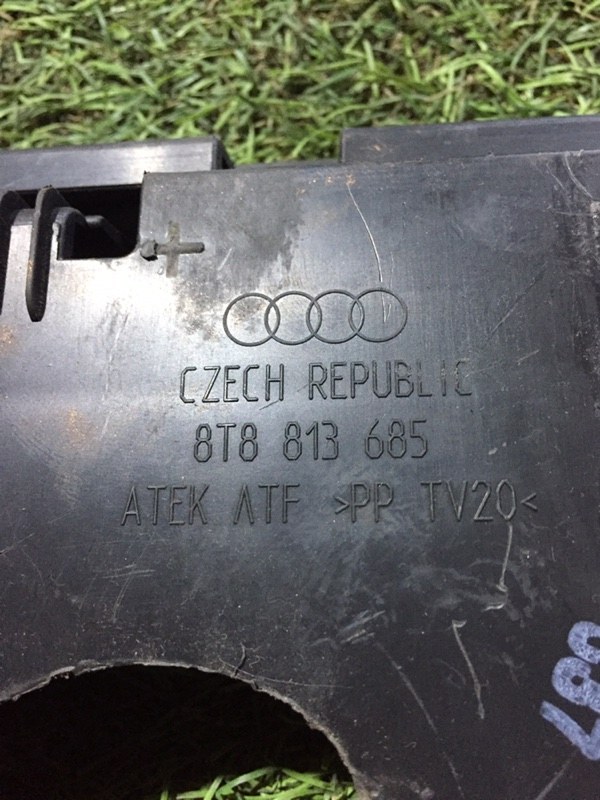 CZECH REPUBLIC
8T8 813 685
ATEK ATF >PP TV20<